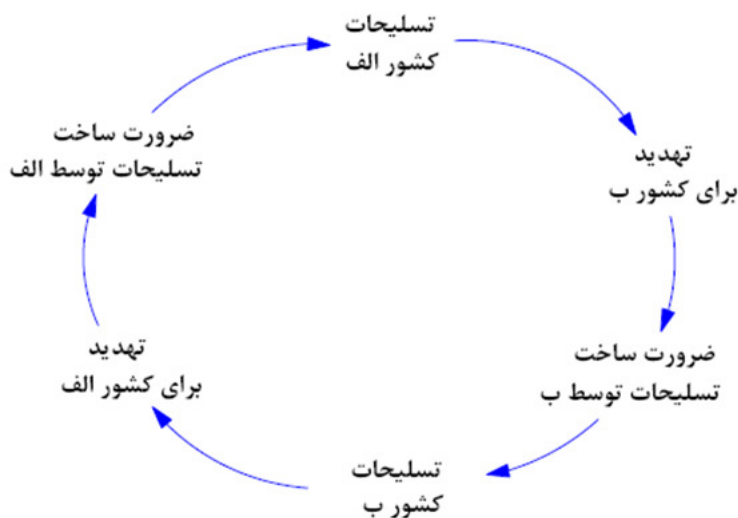 تسلیحات
کشور الف
تهدید
برای کشور ب
ضرورت ساخت
تسلیحات توسط ب
تسلیحات
کشور ب
تهدید
برای کشور الف
ضرورت ساخت
تسلیحات توسط الف